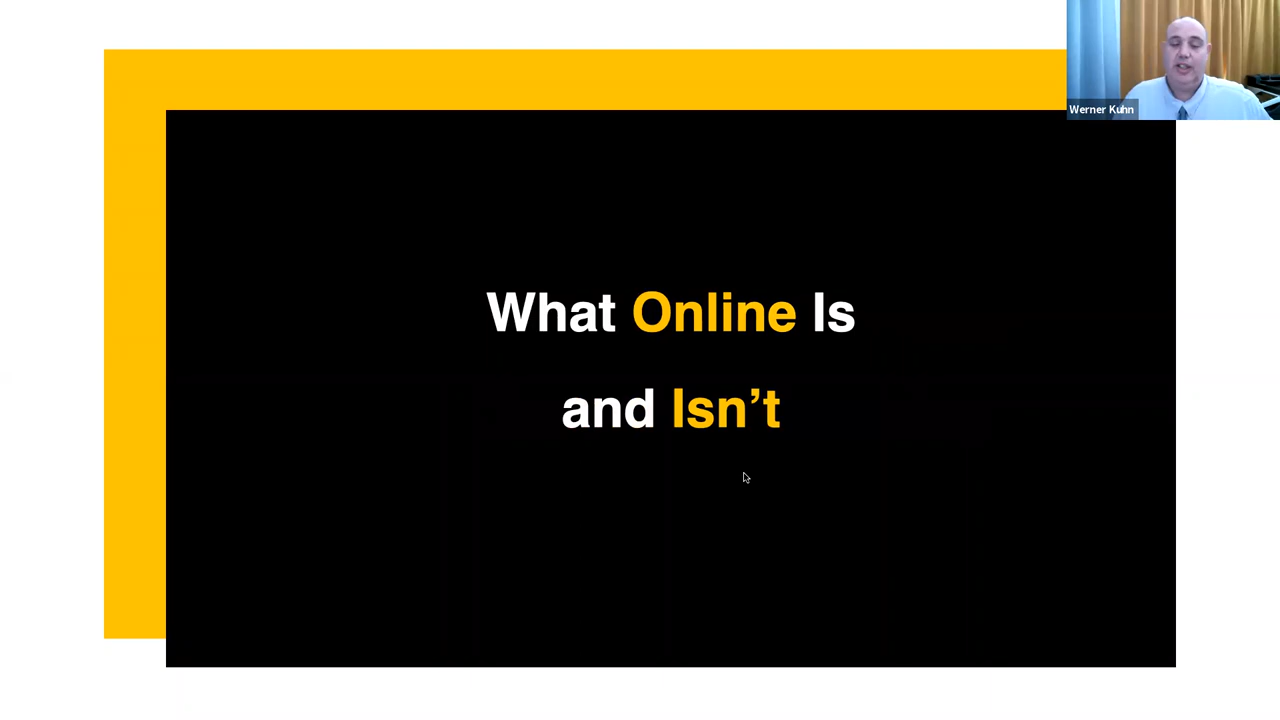 Werner Kuhn
What Online Is
and Isn’t